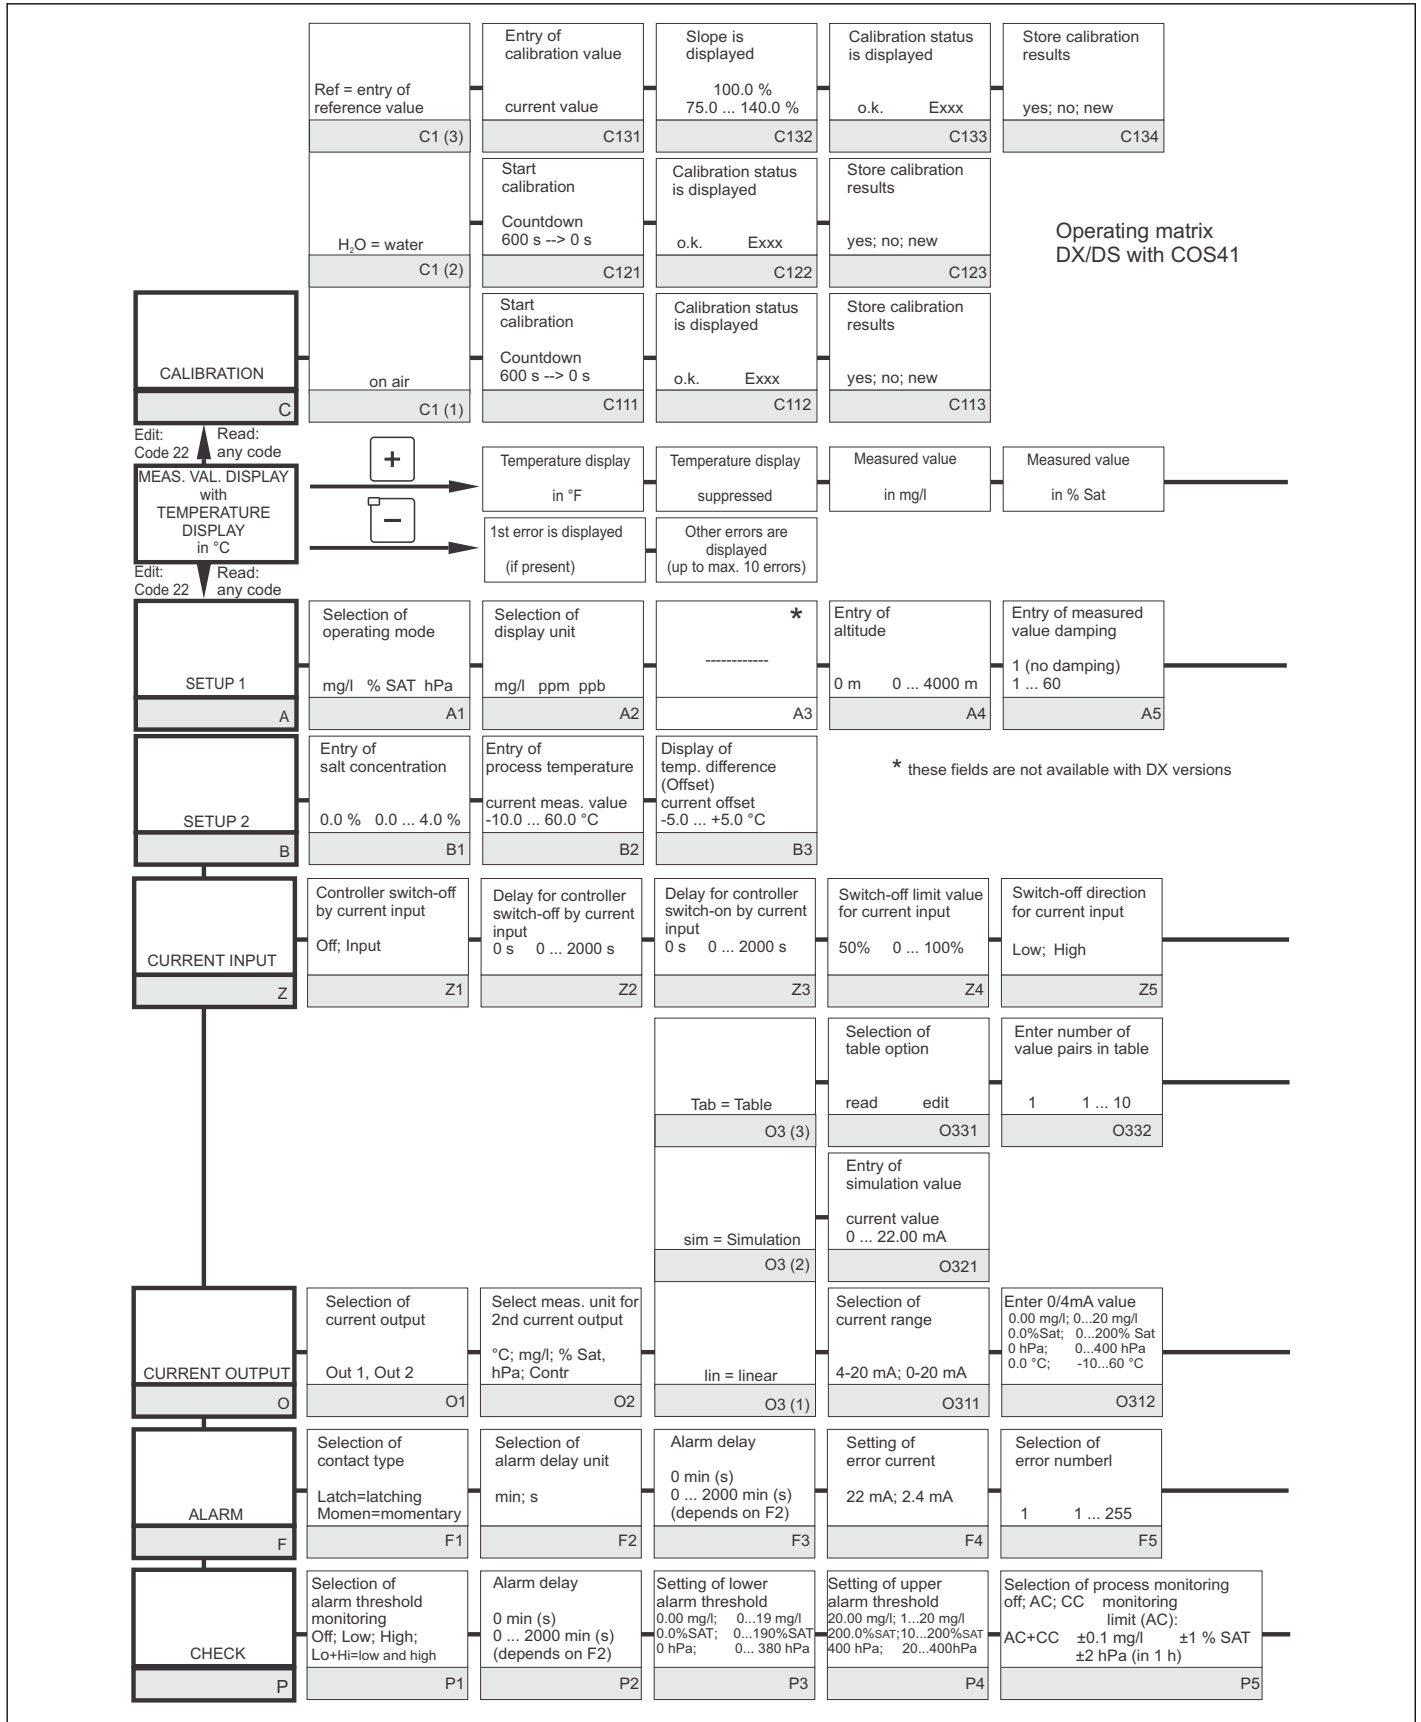 Ref = entry of
reference value
C1 (3)
Entry of
calibration value
current value
C131
Slope is
displayed
100.0 %
75.0 ... 140.0 %
C132
Calibration status
is displayed
o.k. Exxx
C133
Store calibration
results
yes; no; new
C134
H₂O = water
C1 (2)
Start
calibration
Countdown
600 s --> 0 s
C121
Calibration status
is displayed
o.k. Exxx
C122
Store calibration
results
yes; no; new
C123
Operating matrix
DX/DS with COS41
CALIBRATION
C
on air
C1 (1)
Start
calibration
Countdown
600 s --> 0 s
C111
Calibration status
is displayed
o.k. Exxx
C112
Store calibration
results
yes; no; new
C113
Edit: Read:
Code 22 any code
MEAS. VAL. DISPLAY
with
TEMPERATURE
DISPLAY
in °C
+
Temperature display
in °F
Temperature display
suppressed
Measured value
in mg/l
Measured value
in % Sat
−
1st error is displayed
(if present)
Other errors are
displayed
(up to max. 10 errors)
Edit: Read:
Code 22 any code
SETUP 1
A
Selection of
operating mode
mg/l % SAT hPa
A1
Selection of
display unit
mg/l ppm ppb
A2
*
------------
A3
Entry of
altitude
0 m 0 ... 4000 m
A4
Entry of measured
value damping
1 (no damping)
1 ... 60
A5
SETUP 2
B
Entry of
salt concentration
0.0 % 0.0 ... 4.0 %
B1
Entry of
process temperature
current meas. value
-10.0 ... 60.0 °C
B2
Display of
temp. difference
(Offset)
current offset
-5.0 ... +5.0 °C
B3
* these fields are not available with DX versions
CURRENT INPUT
Z
Controller switch-off
by current input
Off; Input
Z1
Delay for controller
switch-off by current
input
0 s 0 ... 2000 s
Z2
Delay for controller
switch-on by current
input
0 s 0 ... 2000 s
Z3
Switch-off limit value
for current input
50% 0 ... 100%
Z4
Switch-off direction
for current input
Low; High
Z5
Tab = Table
O3 (3)
Selection of
table option
read edit
O331
Enter number of
value pairs in table
1 1 ... 10
O332
sim = Simulation
O3 (2)
Entry of
simulation value
current value
0 ... 22.00 mA
O321
CURRENT OUTPUT
O
Selection of
current output
Out 1, Out 2
O1
Select meas. unit for
2nd current output
°C; mg/l; % Sat,
hPa; Contr
O2
lin = linear
O3 (1)
Selection of
current range
4-20 mA; 0-20 mA
O311
Enter 0/4mA value
0.00 mg/l; 0...20 mg/l
0.0%Sat; 0...200% Sat
0 hPa; 0...400 hPa
0.0 °C; -10...60 °C
O312
ALARM
F
Selection of
contact type
Latch=latching
Momen=momentary
F1
Selection of
alarm delay unit
min; s
F2
Alarm delay
0 min (s)
0 ... 2000 min (s)
(depends on F2)
F3
Setting of
error current
22 mA; 2.4 mA
F4
Selection of
error numberl
1 1 ... 255
F5
CHECK
P
Selection of
alarm threshold
monitoring
Off; Low; High;
Lo+Hi=low and high
P1
Alarm delay
0 min (s)
0 ... 2000 min (s)
(depends on F2)
P2
Setting of lower
alarm threshold
0.00 mg/l; 0...19 mg/l
0.0%SAT; 0...190%SAT
0 hPa; 0... 380 hPa
P3
Setting of upper
alarm threshold
20.00 mg/l; 1...20 mg/l
200.0%SAT;10...200%SAT
400 hPa; 20...400hPa
P4
Selection of process monitoring
off; AC; CC monitoring
limit (AC):
AC+CC ±0.1 mg/l ±1 % SAT
±2 hPa (in 1 h)
P5